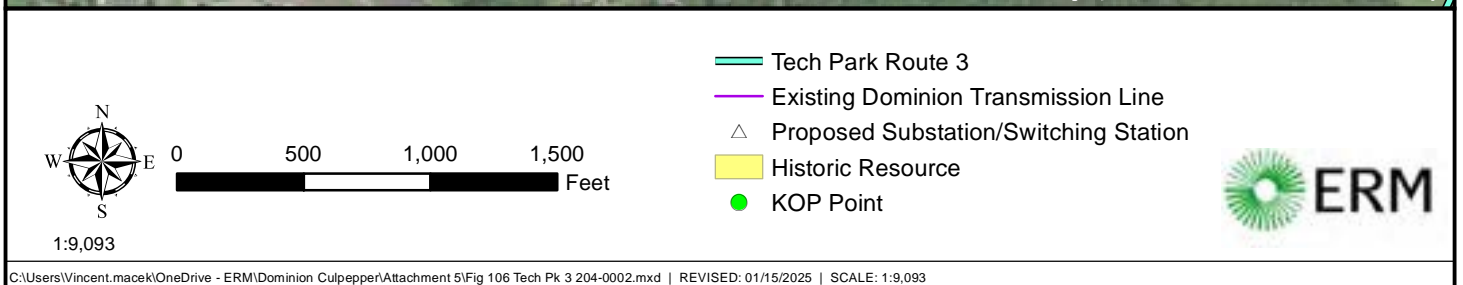 Tech Park Route 3
Existing Dominion Transmission Line
Proposed Substation/Switching Station
Historic Resource
KOP Point
N
W E
S
0 500 1,000 1,500
Feet
1:9,093
ERM
C:\Users\Vincent.macek\OneDrive - ERM\Dominion Culpepper\Attachment 5\Fig 106 Tech Pk 3 204-0002.mxd | REVISED: 01/15/2025 | SCALE: 1:9,093